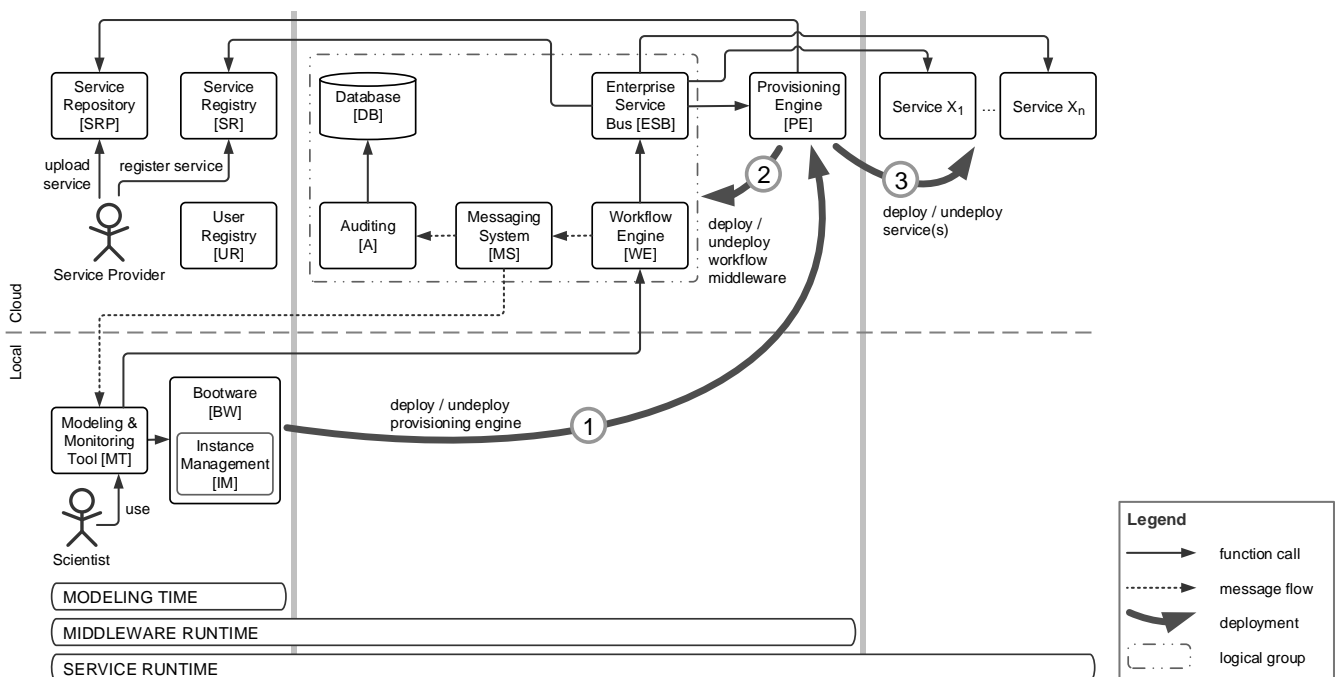 Service
Repository
[SRP]
Service
Registry
[SR]
Database
[DB]
Enterprise
Service
Bus [ESB]
Provisioning
Engine
[PE]
Service X1
...
Service Xn
upload
service
register service
Service Provider
User
Registry
[UR]
Auditing
[A]
Messaging
System
[MS]
Workflow
Engine
[WE]
2
deploy /
undeploy
workflow
middleware
3
deploy / undeploy
service(s)
Cloud
Local
Modeling &
Monitoring
Tool [MT]
Bootware
[BW]
Instance
Management
[IM]
deploy / undeploy
provisioning engine
1
use
Scientist
MODELING TIME
MIDDLEWARE RUNTIME
SERVICE RUNTIME
Legend
function call
message flow
deployment
logical group